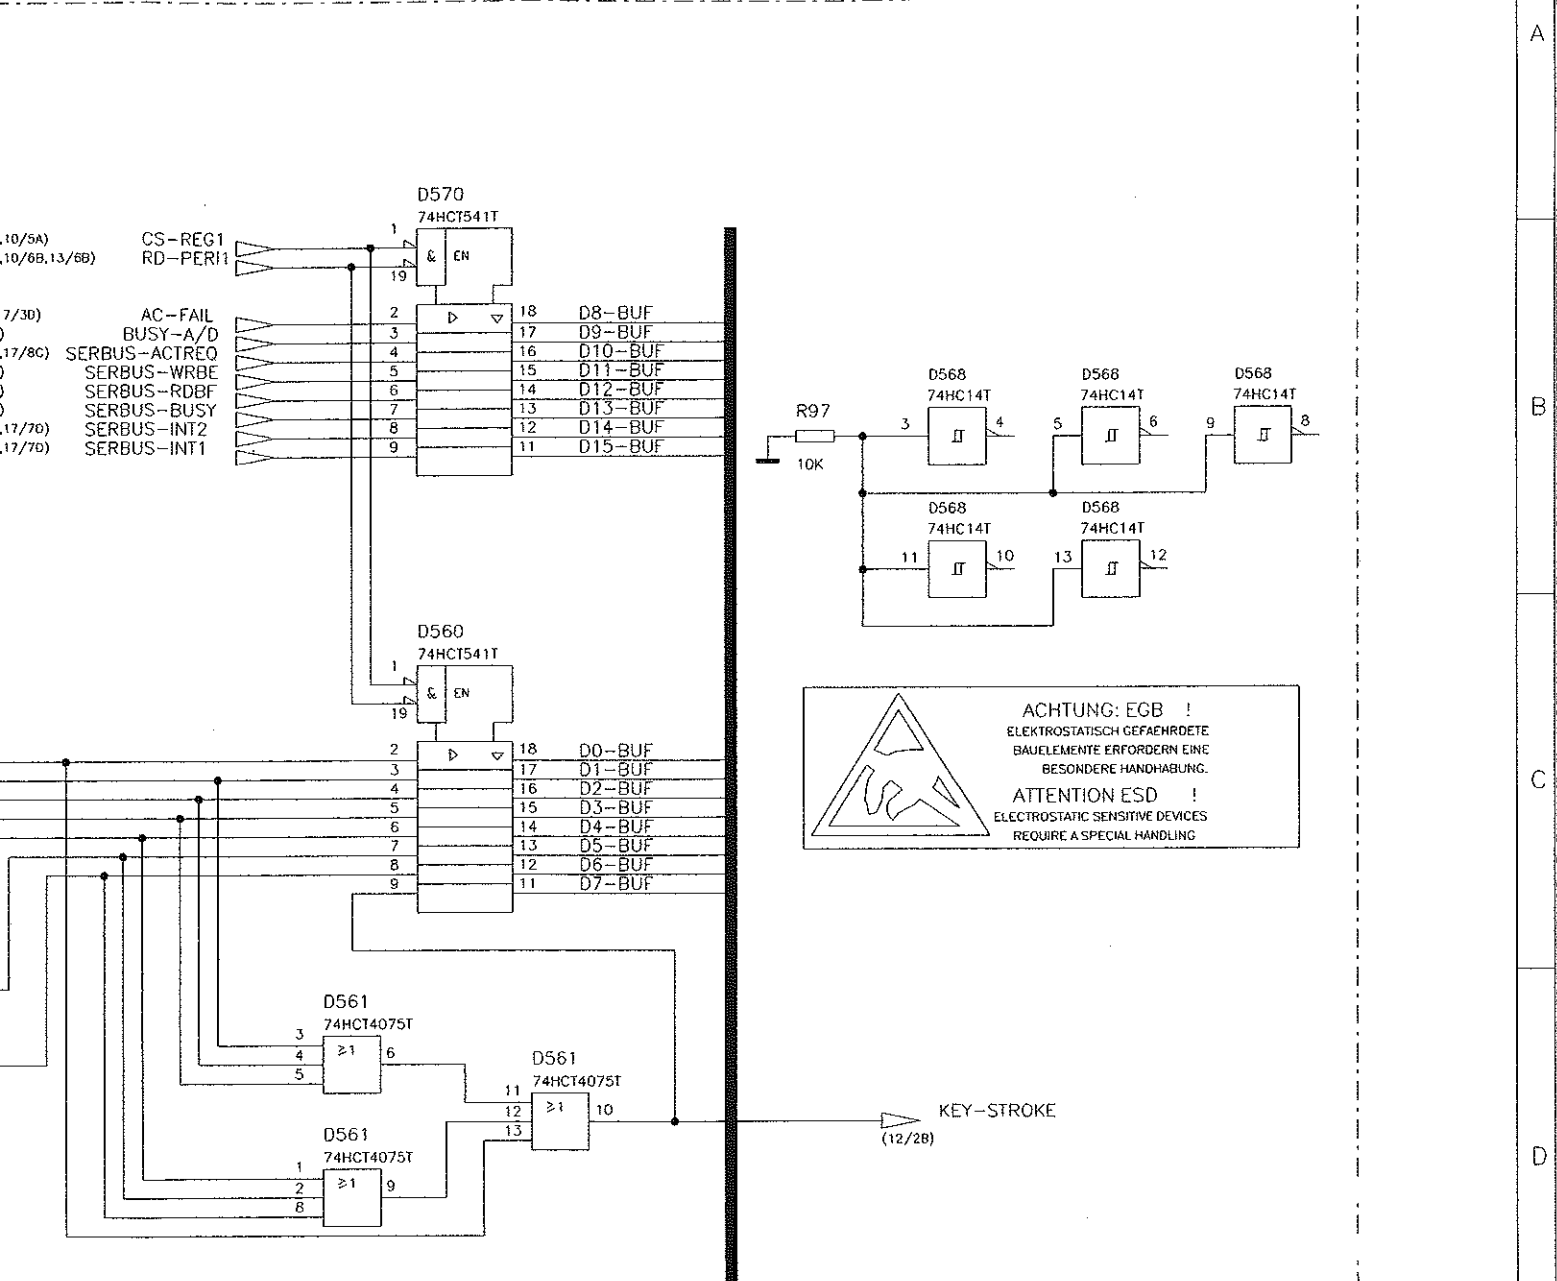 A
D570
74HCT541T
,10/5A) CS-REG1 1
& EN
,10/6B,13/6B) RD-PERI1 19
7/3D) AC-FAIL 2 18 D8-BUF
) BUSY-A/D 3 17 D9-BUF
,17/8C) SERBUS-ACTREQ 4 16 D10-BUF
) SERBUS-WRBE 5 15 D11-BUF
) SERBUS-RDBF 6 14 D12-BUF
) SERBUS-BUSY 7 13 D13-BUF
,17/7D) SERBUS-INT2 8 12 D14-BUF
,17/7D) SERBUS-INT1 9 11 D15-BUF
R97
10K
D568
74HC14T
3 4
D568
74HC14T
5 6
D568
74HC14T
9 8
B
D568
74HC14T
11 10
D568
74HC14T
13 12
D560
74HCT541T
1
& EN
19
2 18 D0-BUF
3 17 D1-BUF
4 16 D2-BUF
5 15 D3-BUF
6 14 D4-BUF
7 13 D5-BUF
8 12 D6-BUF
9 11 D7-BUF
ACHTUNG: EGB !
ELEKTROSTATISCH GEFAEHRDETE
BAUELEMENTE ERFORDERN EINE
BESONDERE HANDHABUNG.
ATTENTION ESD !
ELECTROSTATIC SENSITIVE DEVICES
REQUIRE A SPECIAL HANDLING
C
D561
74HCT4075T
3
4 ≥1 6
5
D561
74HCT4075T
11
12 ≥1 10
13
KEY-STROKE
(12/2B)
D561
74HCT4075T
1
2 ≥1 9
8
D